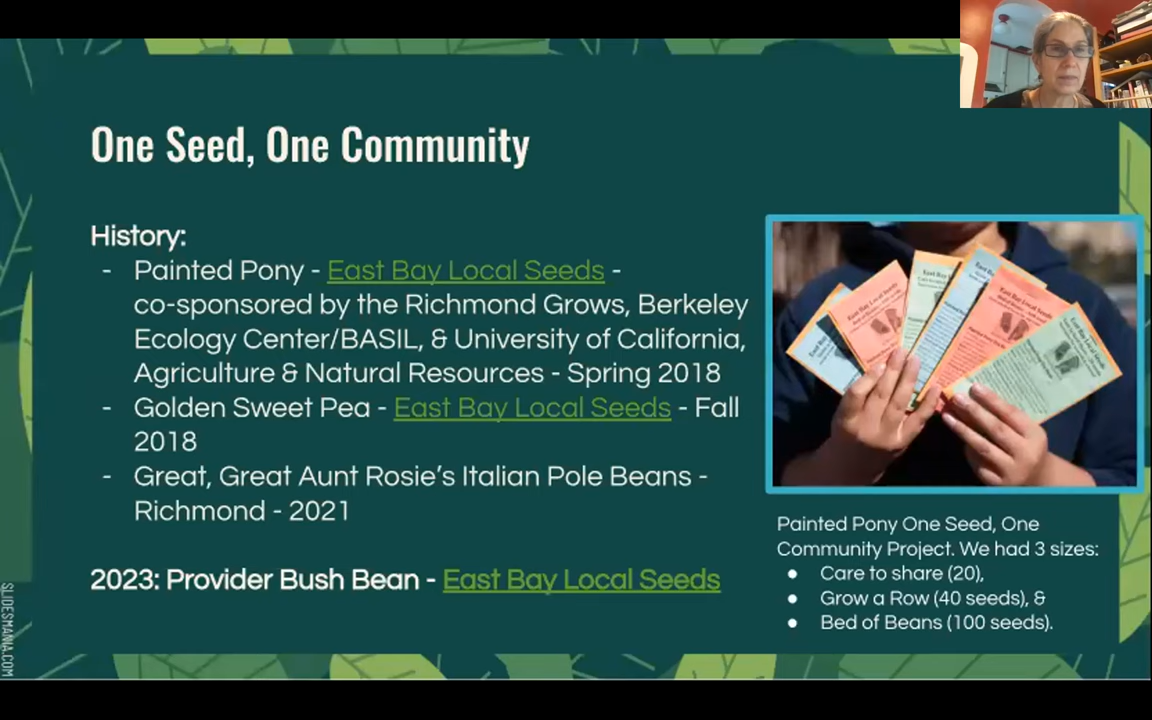 One Seed, One Community
History:
- Painted Pony - East Bay Local Seeds -
co-sponsored by the Richmond Grows, Berkeley
Ecology Center/BASIL, & University of California,
Agriculture & Natural Resources - Spring 2018
- Golden Sweet Pea - East Bay Local Seeds - Fall
2018
- Great, Great Aunt Rosie's Italian Pole Beans -
Richmond - 2021
2023: Provider Bush Bean - East Bay Local Seeds
East Bay Local Seeds
East Bay Local Seeds
East Bay Local Seeds
Painted Pony One Seed, One
Community Project. We had 3 sizes:
● Care to share (20),
● Grow a Row (40 seeds), &
● Bed of Beans (100 seeds).
SLIDESMANIA.COM